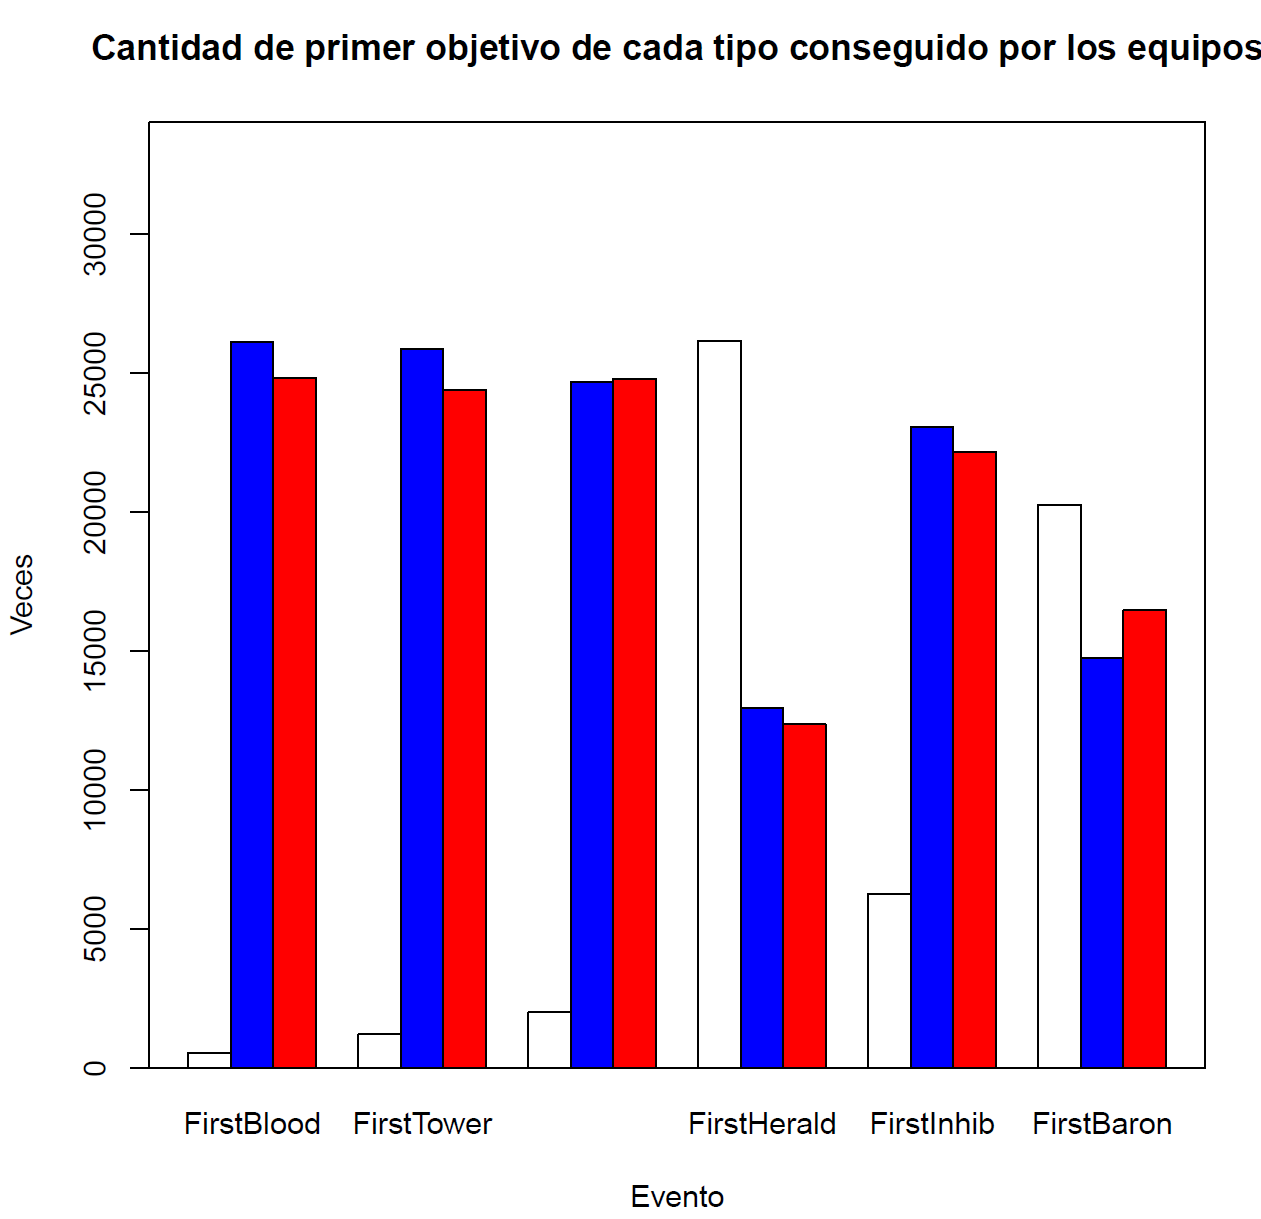 Cantidad de primer objetivo de cada tipo conseguido por los equipos
30000
25000
20000
15000
10000
5000
0
Veces
FirstBlood FirstTower FirstHerald FirstInhib FirstBaron
Evento